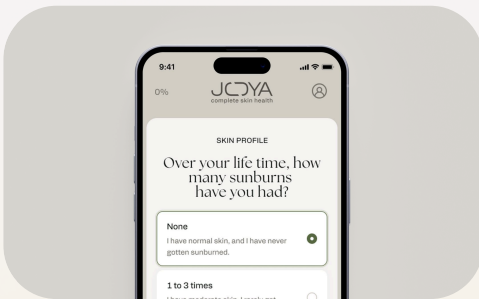 9:41
0%
JOOYA
complete skin health
SKIN PROFILE
Over your life time, how
many sunburns
have you had?
None
I have normal skin, and I have never
gotten sunburned.
1 to 3 times